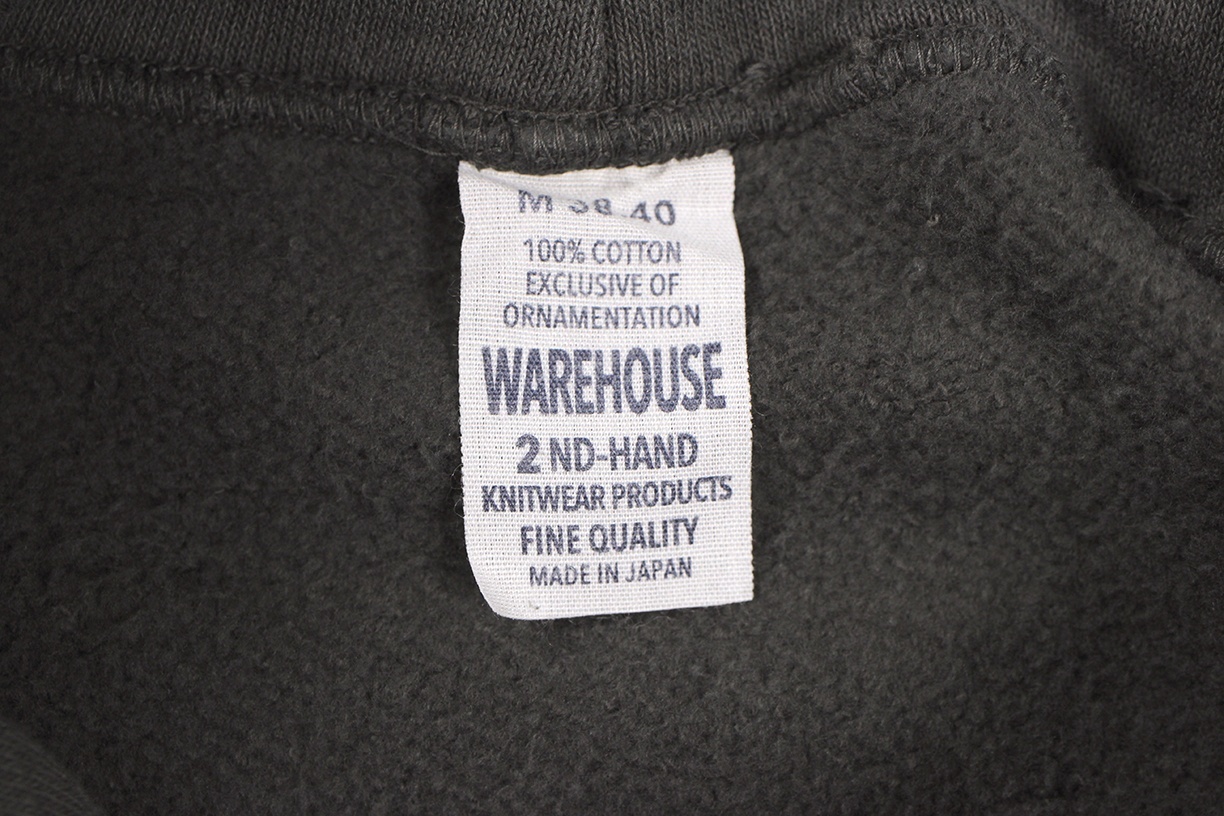 M 38-40
100% COTTON
EXCLUSIVE OF
ORNAMENTATION
WAREHOUSE
2 ND-HAND
KNITWEAR PRODUCTS
FINE QUALITY
MADE IN JAPAN